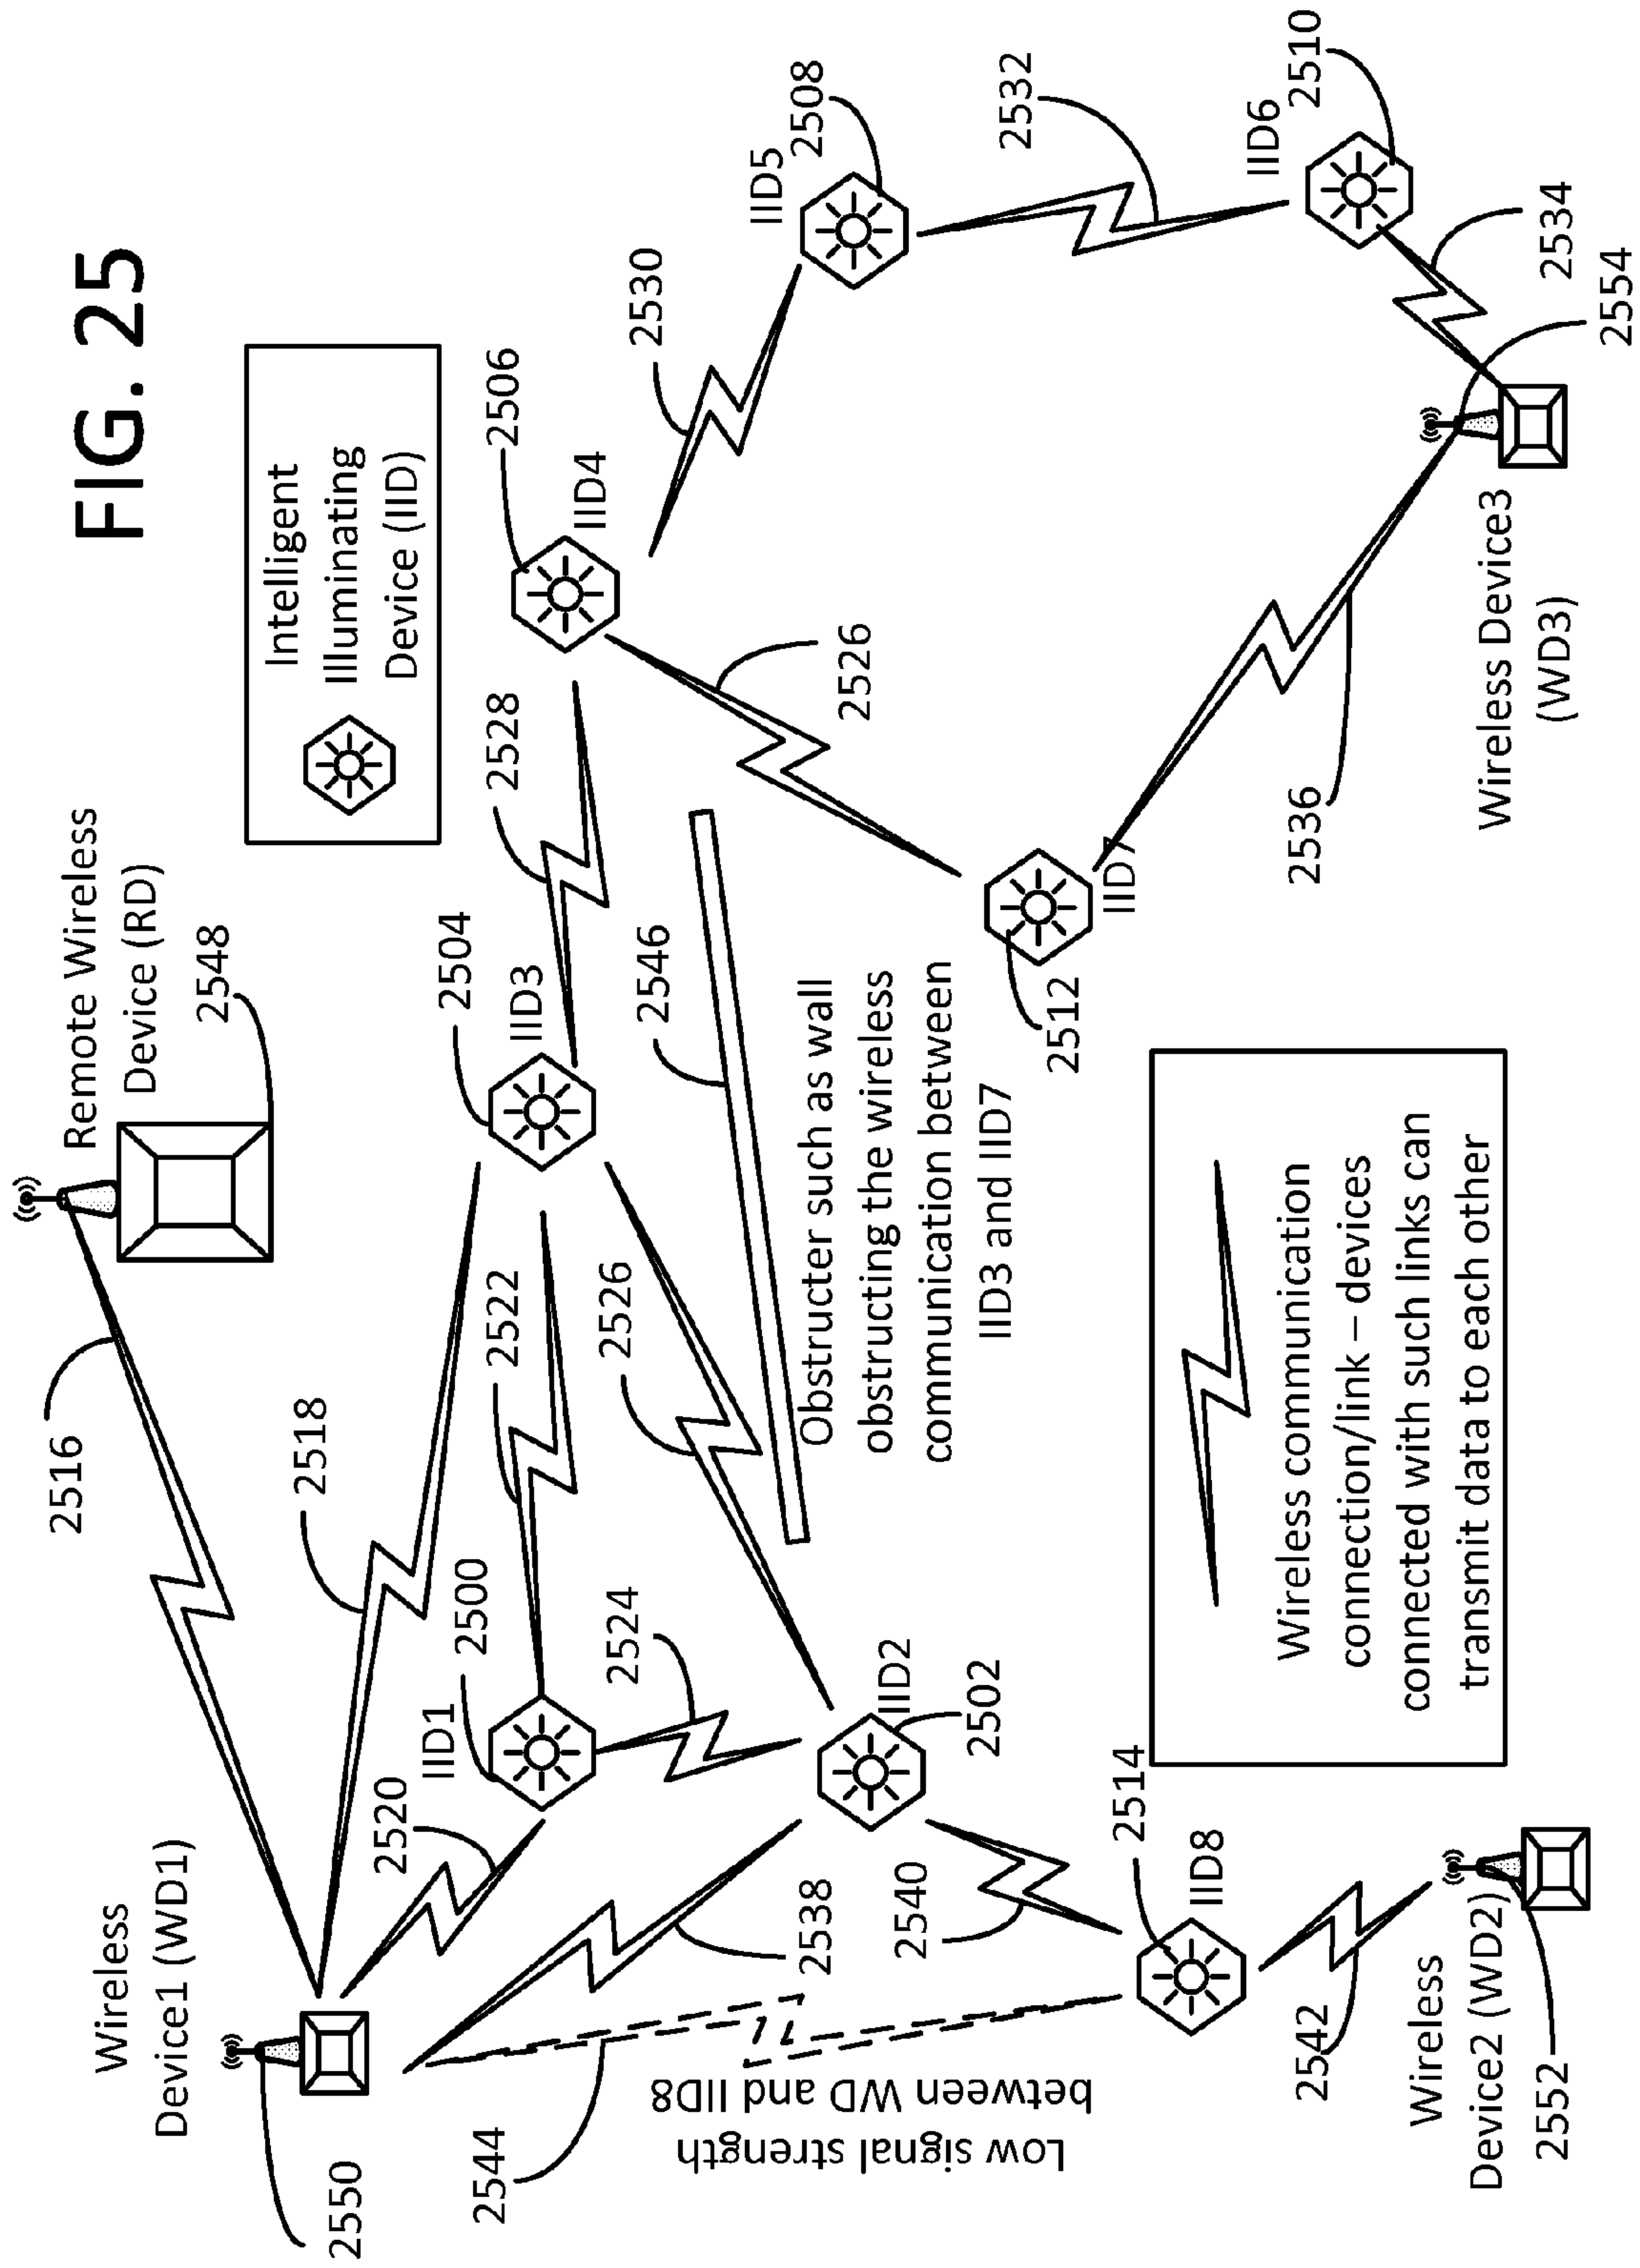 FIG. 25
Remote Wireless
Device (RD)
2548
2516
Wireless
Device1 (WD1)
2550
Intelligent
Illuminating
Device (IID)
2518
2520
IID1
2500
2522
2504
IID3
2528
2506
IID4
2530
IID5
2508
2532
IID6
2510
2534
2554
2544
Low signal strength
between WD and IID8
2538
2524
2526
2546
2526
IID2
2502
2540
2514
IID8
Obstructer such as wall
obstructing the wireless
communication between
IID3 and IID7
2512
IID7
2536
Wireless Device3
(WD3)
2542
Wireless
Device2 (WD2)
2552
Wireless communication
connection/link – devices
connected with such links can
transmit data to each other